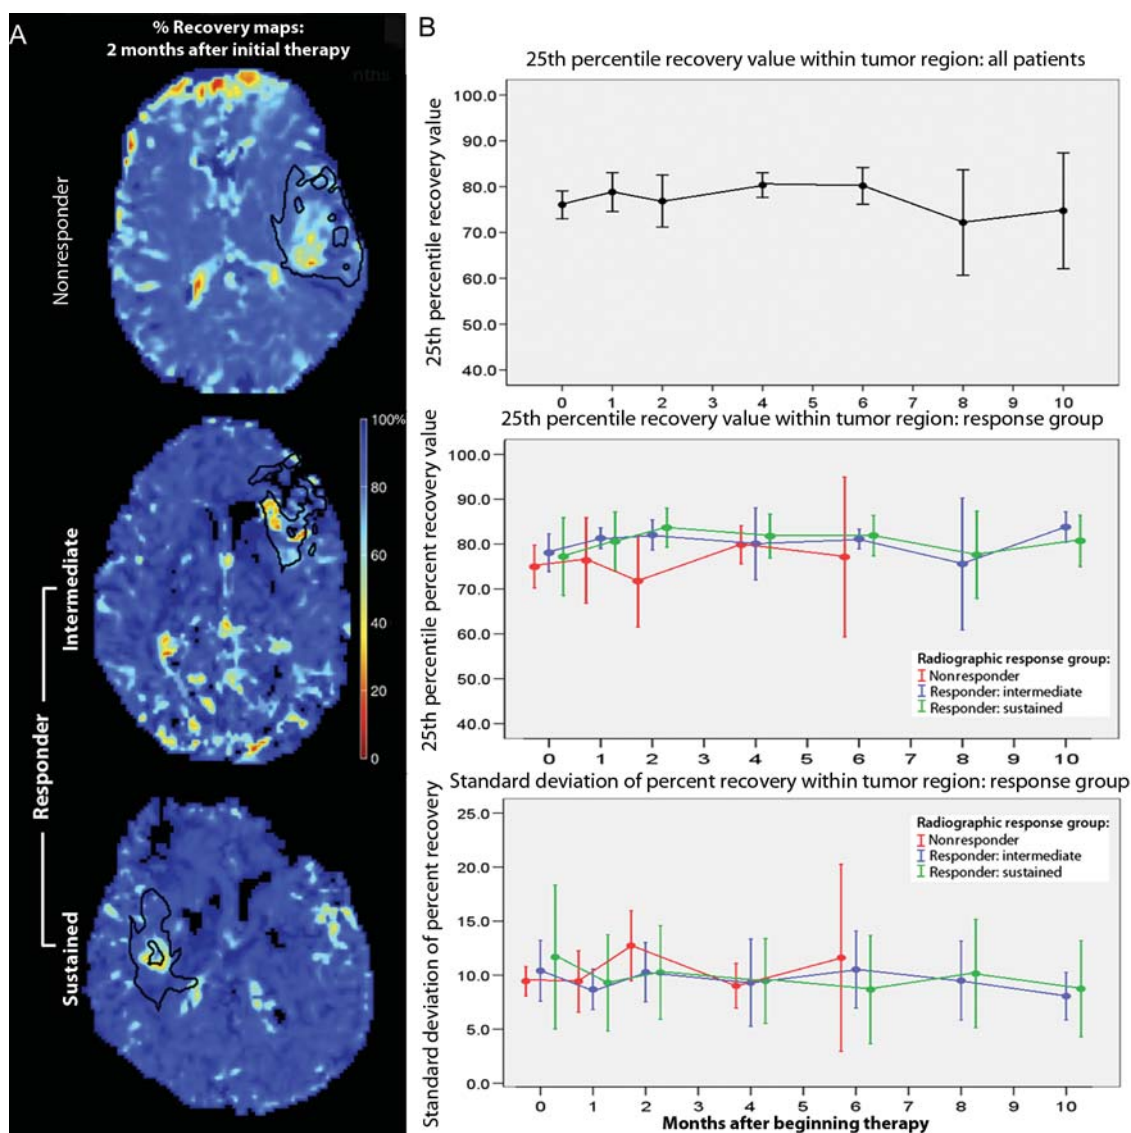 A
% Recovery maps:
2 months after initial therapy
Nonresponder
Responder
Intermediate
Sustained
100%
80
60
40
20
0
B
25th percentile recovery value within tumor region: all patients
25th percentile recovery value
100.0
90.0
80.0
70.0
60.0
50.0
40.0
0 1 2 3 4 5 6 7 8 9 10
25th percentile recovery value within tumor region: response group
25th percentile percent recovery value
100.0
90.0
80.0
70.0
60.0
50.0
40.0
Radiographic response group:
Nonresponder
Responder: intermediate
Responder: sustained
0 1 2 3 4 5 6 7 8 9 10
Standard deviation of percent recovery within tumor region: response group
Standard deviation of percent recovery
25.0
20.0
15.0
10.0
5.0
0.0
Radiographic response group:
Nonresponder
Responder: intermediate
Responder: sustained
0 1 2 3 4 5 6 7 8 9 10
Months after beginning therapy